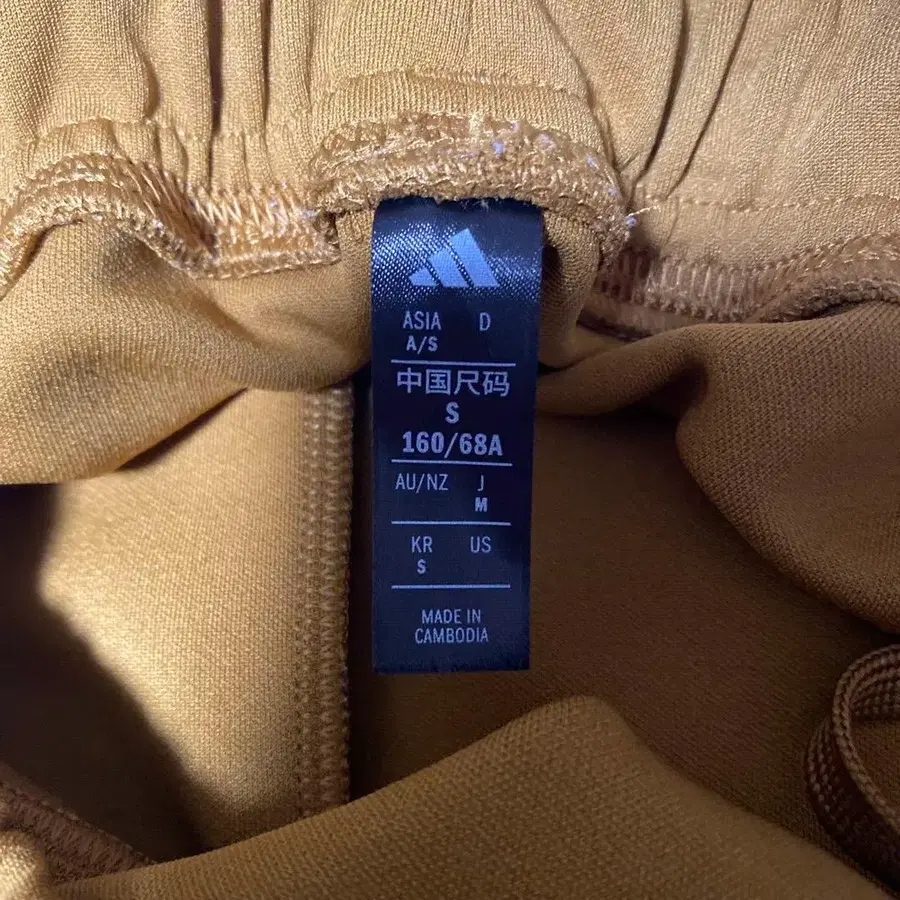 ASIA D
A/S
中国尺码
S
160/68A
AU/NZ J
M
KR US
S
MADE IN
CAMBODIA